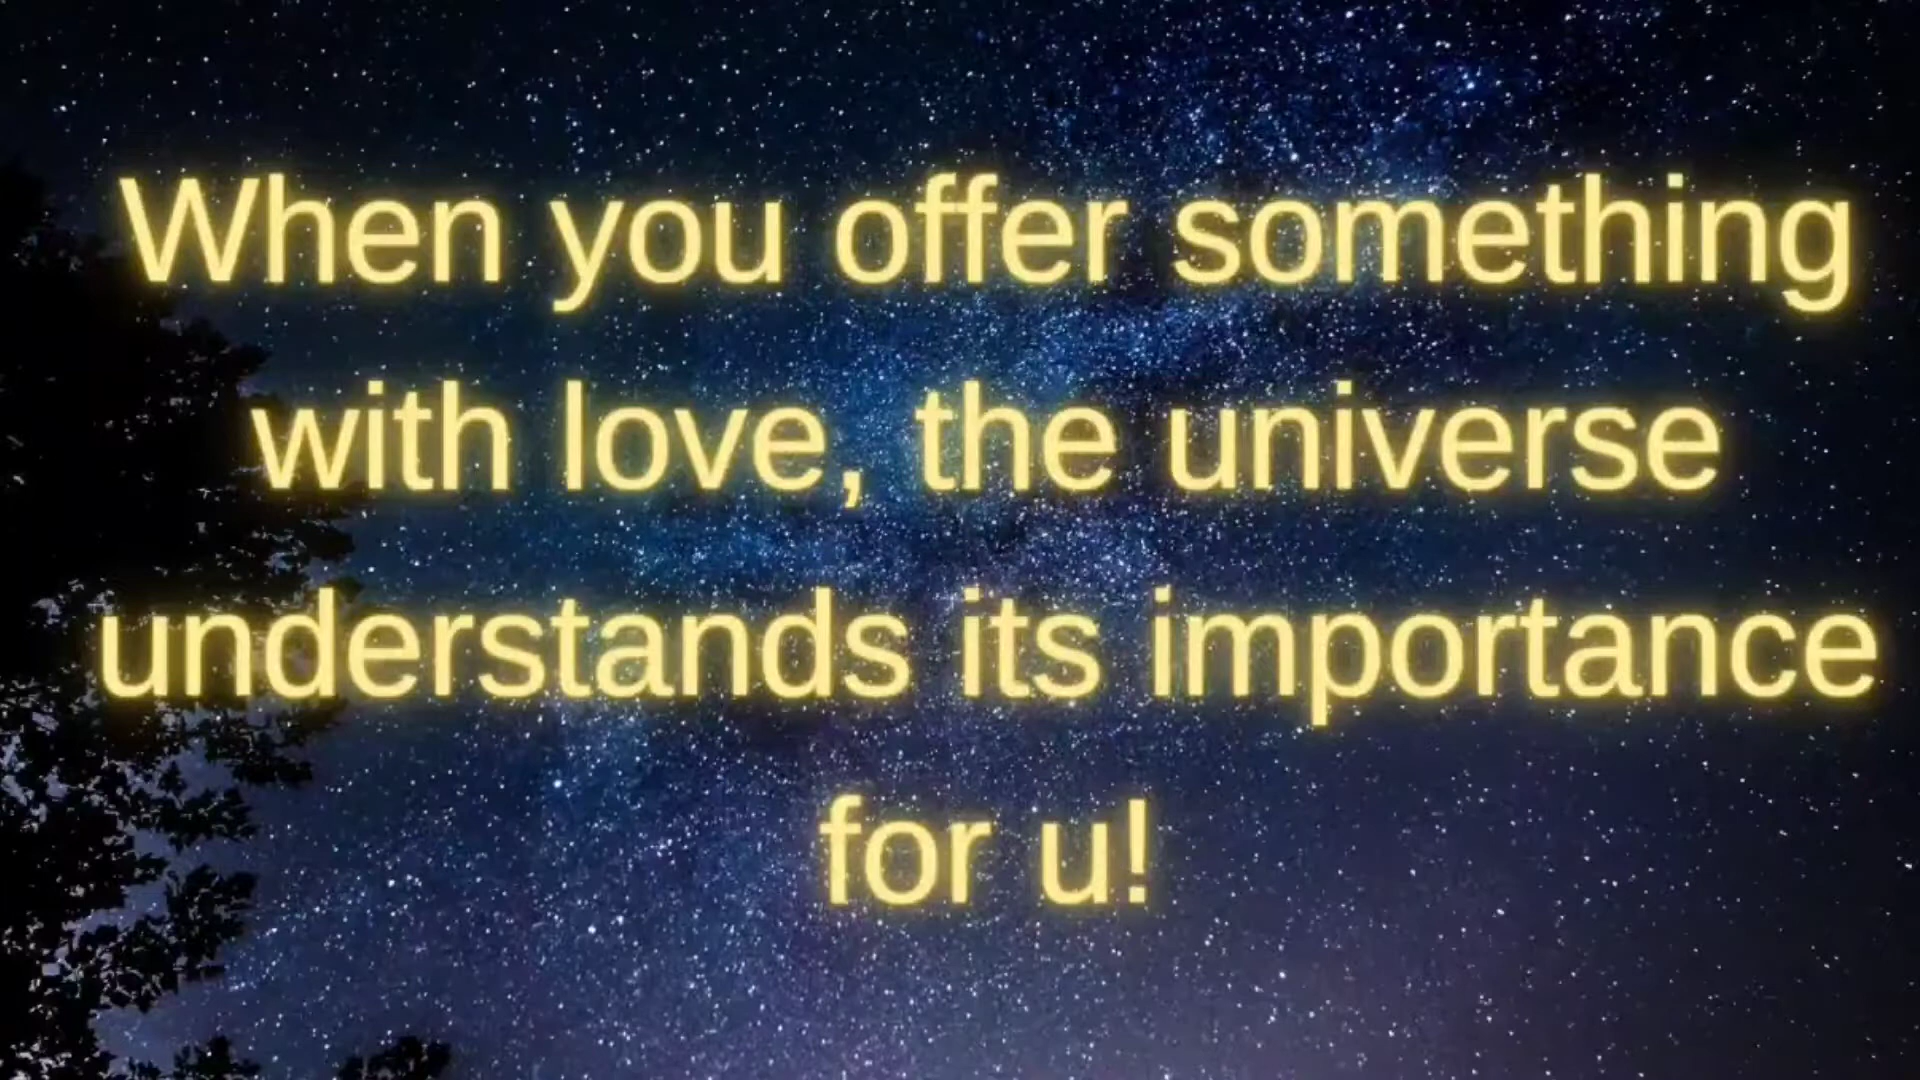 When you offer something
with love, the universe
understands its importance
for u!